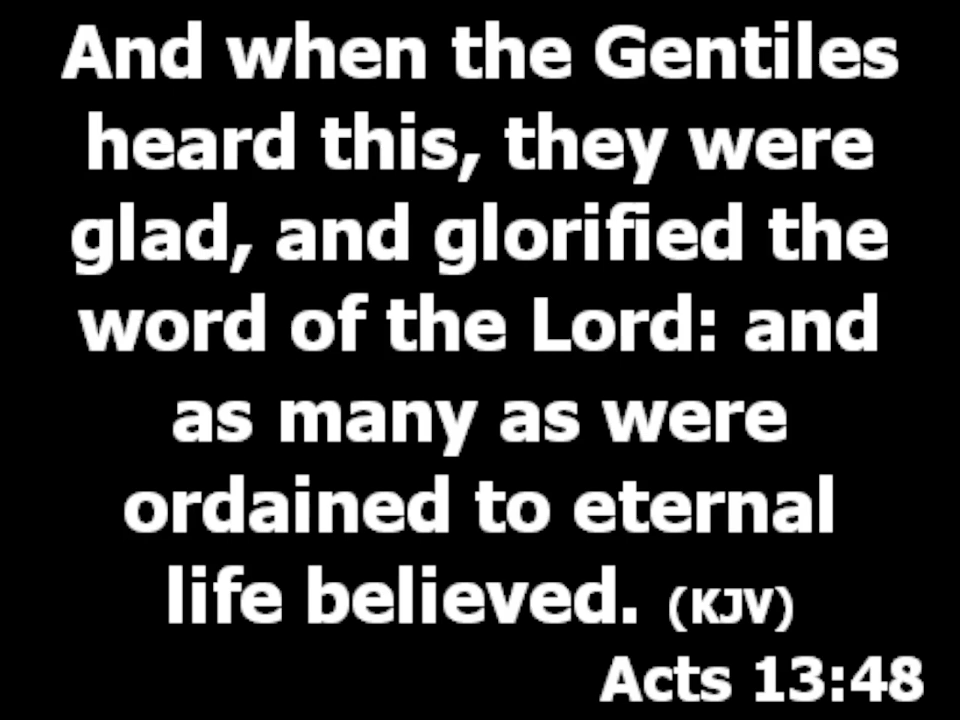 And when the Gentiles
heard this, they were
glad, and glorified the
word of the Lord: and
as many as were
ordained to eternal
life believed. (KJV)
Acts 13:48